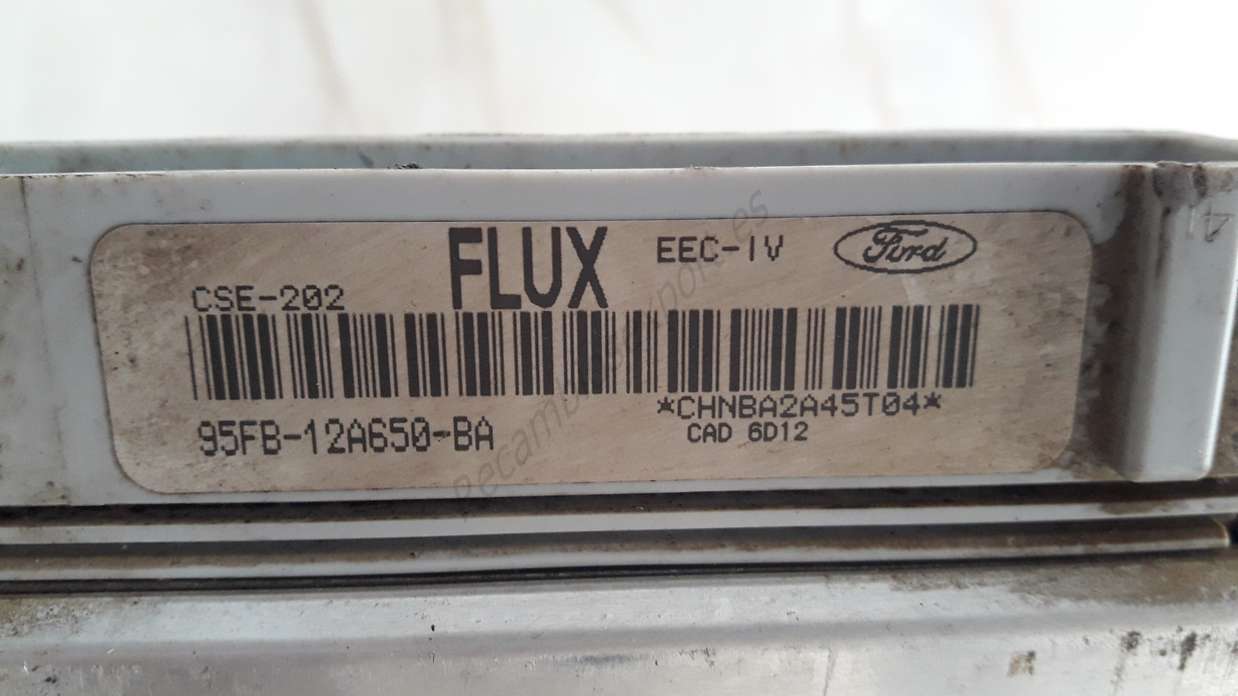 FLUX EEC-IV Ford
CSE-202
*CHNBA2A45T04*
95FB-12A650-BA
CAD 6D12